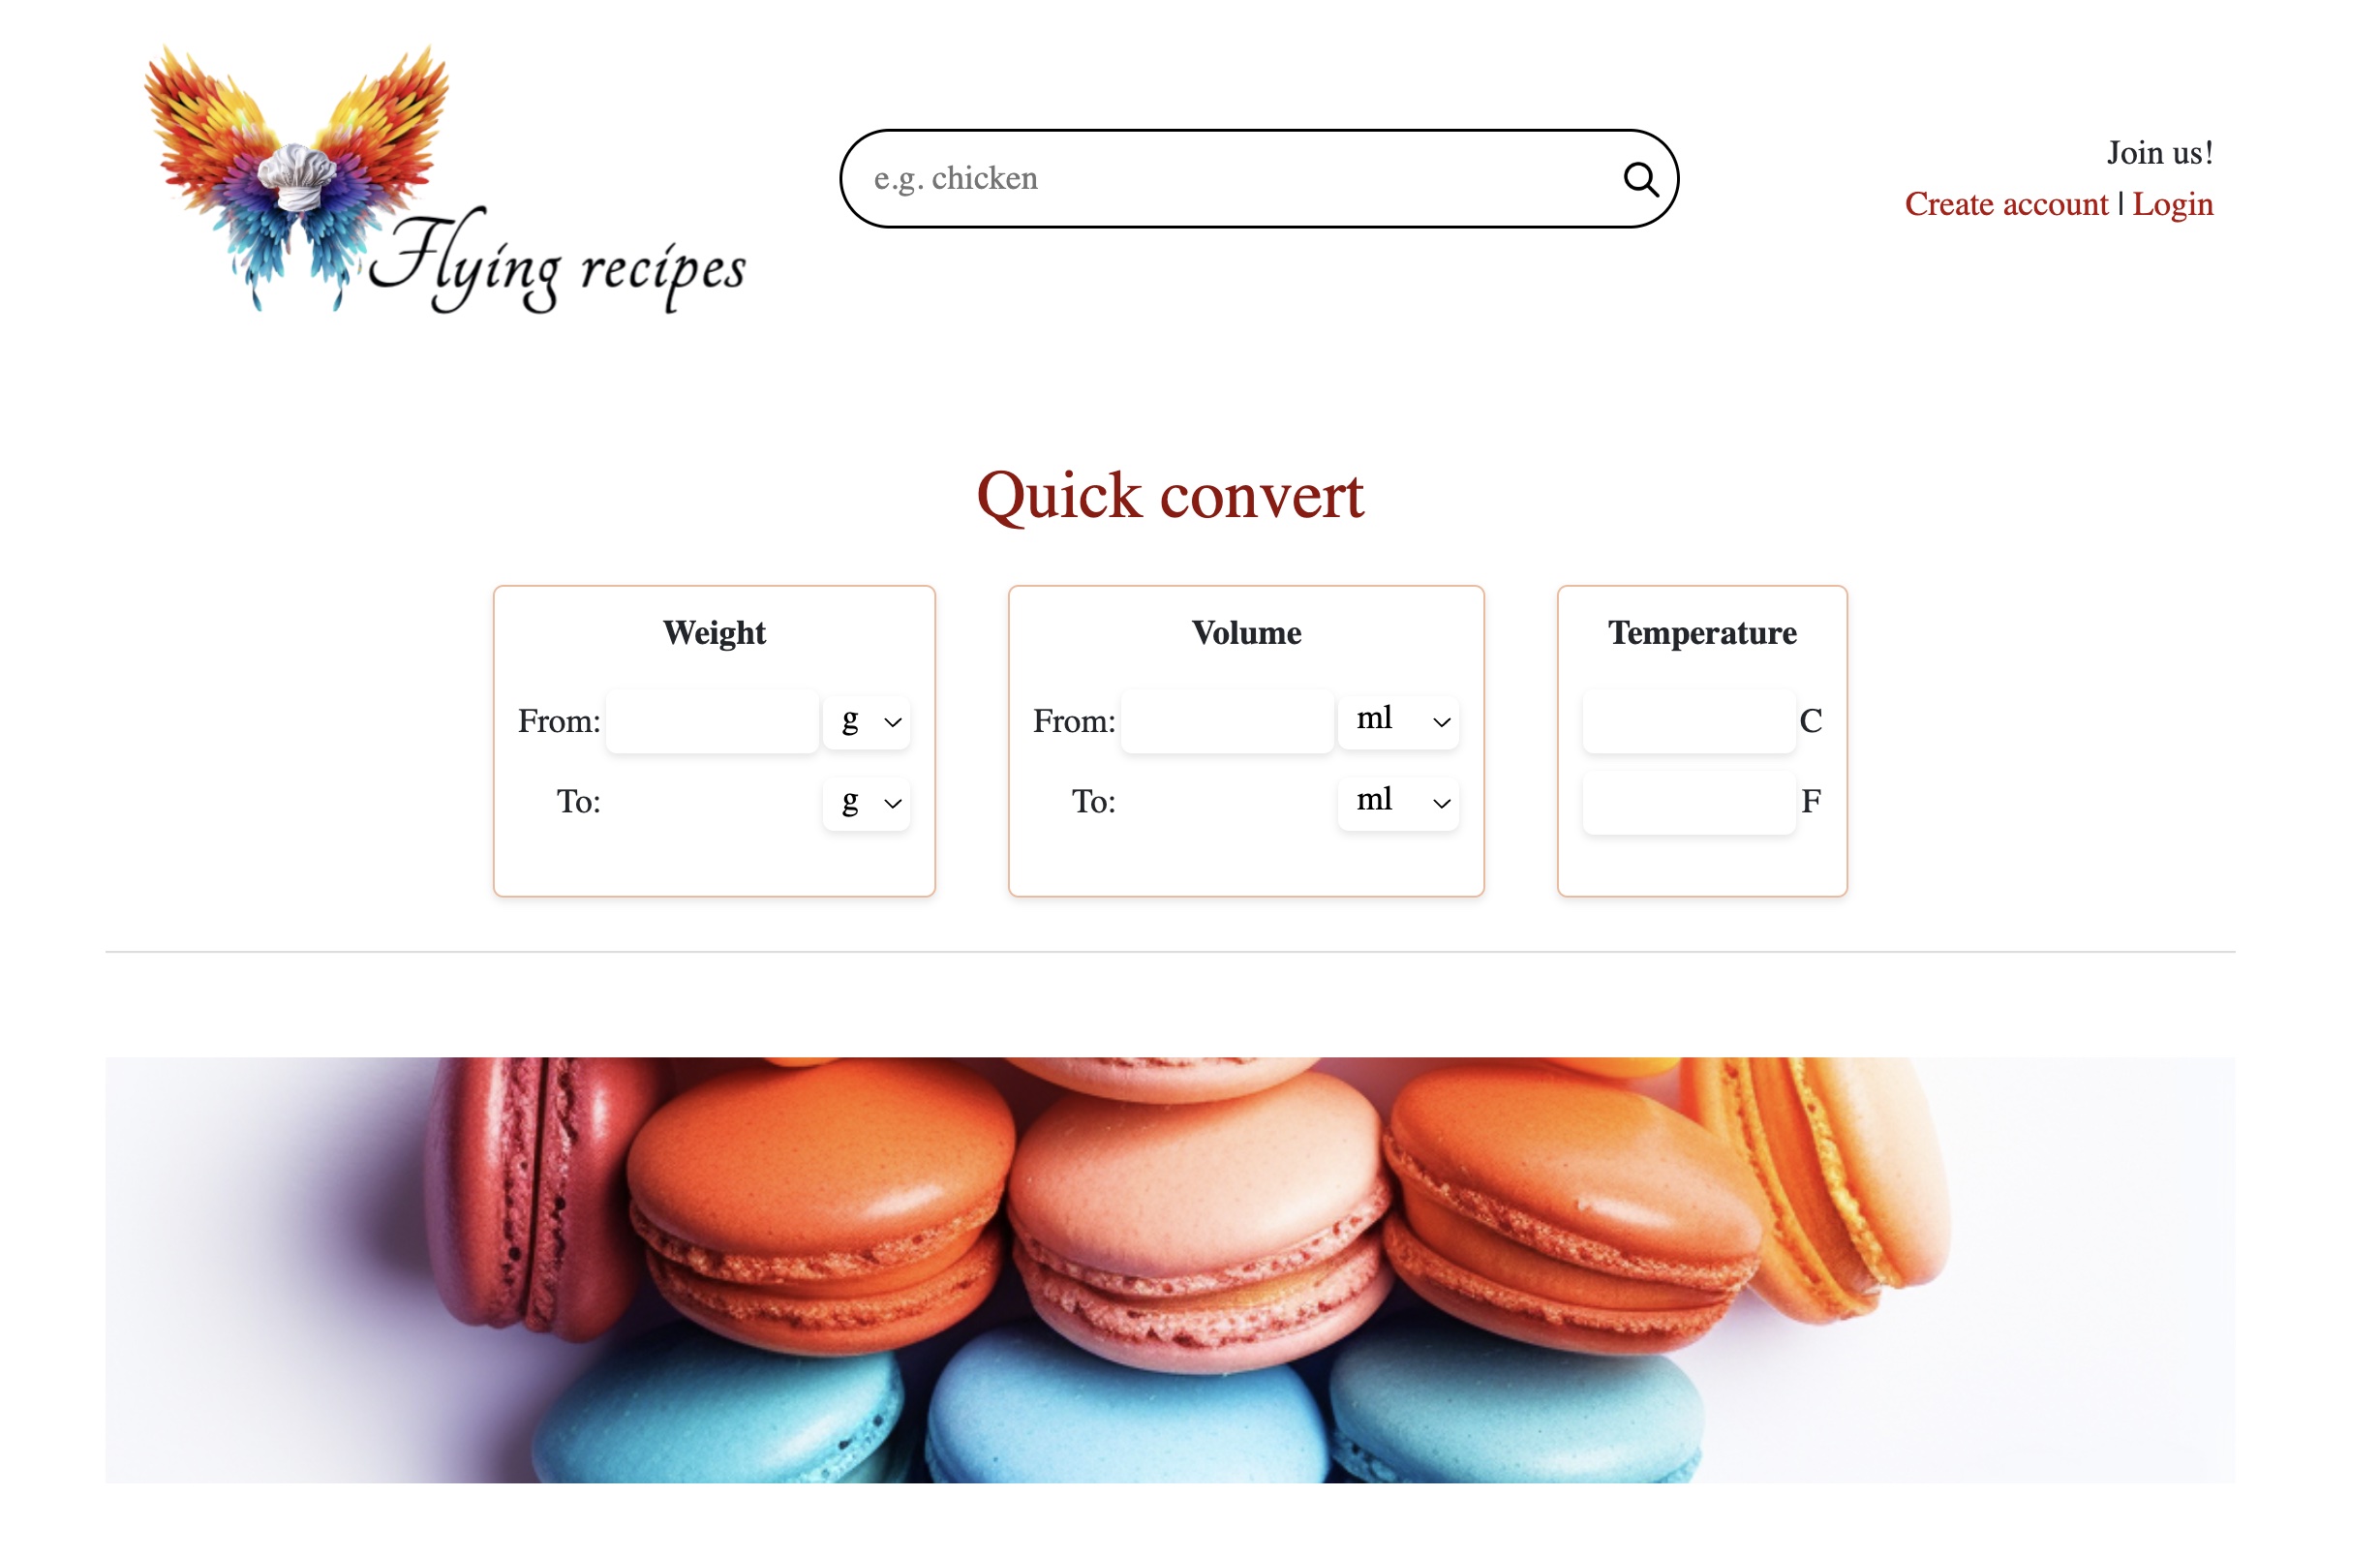 Flying recipes
e.g. chicken
Join us!
Create account | Login
Quick convert
Weight
From: g
To: g
Volume
From: ml
To: ml
Temperature
C
F